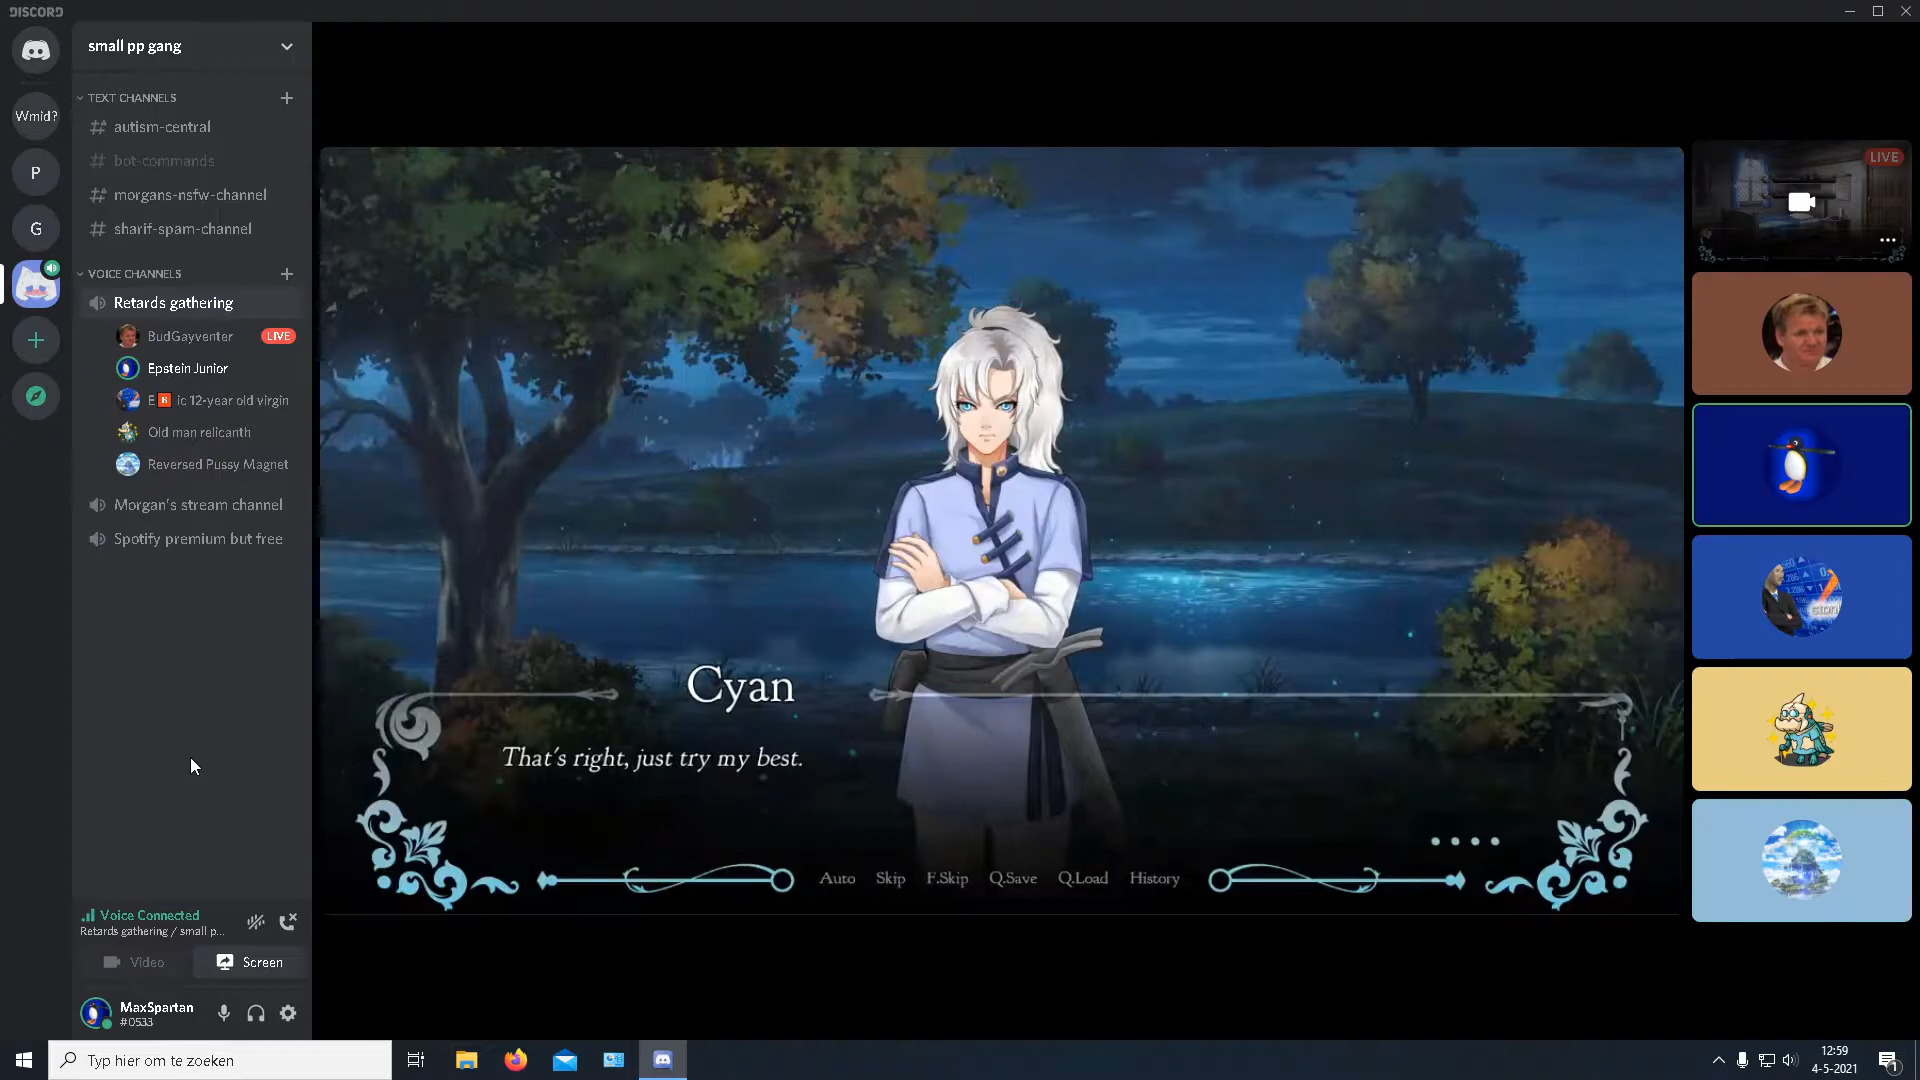 DISCORD
small pp gang
Wmid?
TEXT CHANNELS
autism-central
bot-commands
P
morgans-nsfw-channel
G
sharif-spam-channel
VOICE CHANNELS
Retards gathering
BudGayventer
LIVE
Epstein Junior
E ic 12-year old virgin
Old man relicanth
Reversed Pussy Magnet
Morgan's stream channel
Spotify premium but free
Voice Connected
Retards gathering / small p...
Video
Screen
MaxSpartan
#0533
Cyan
That's right, just try my best.
Auto Skip F.Skip Q.Save Q.Load History
LIVE
Typ hier om te zoeken
12:59
4-5-2021
1